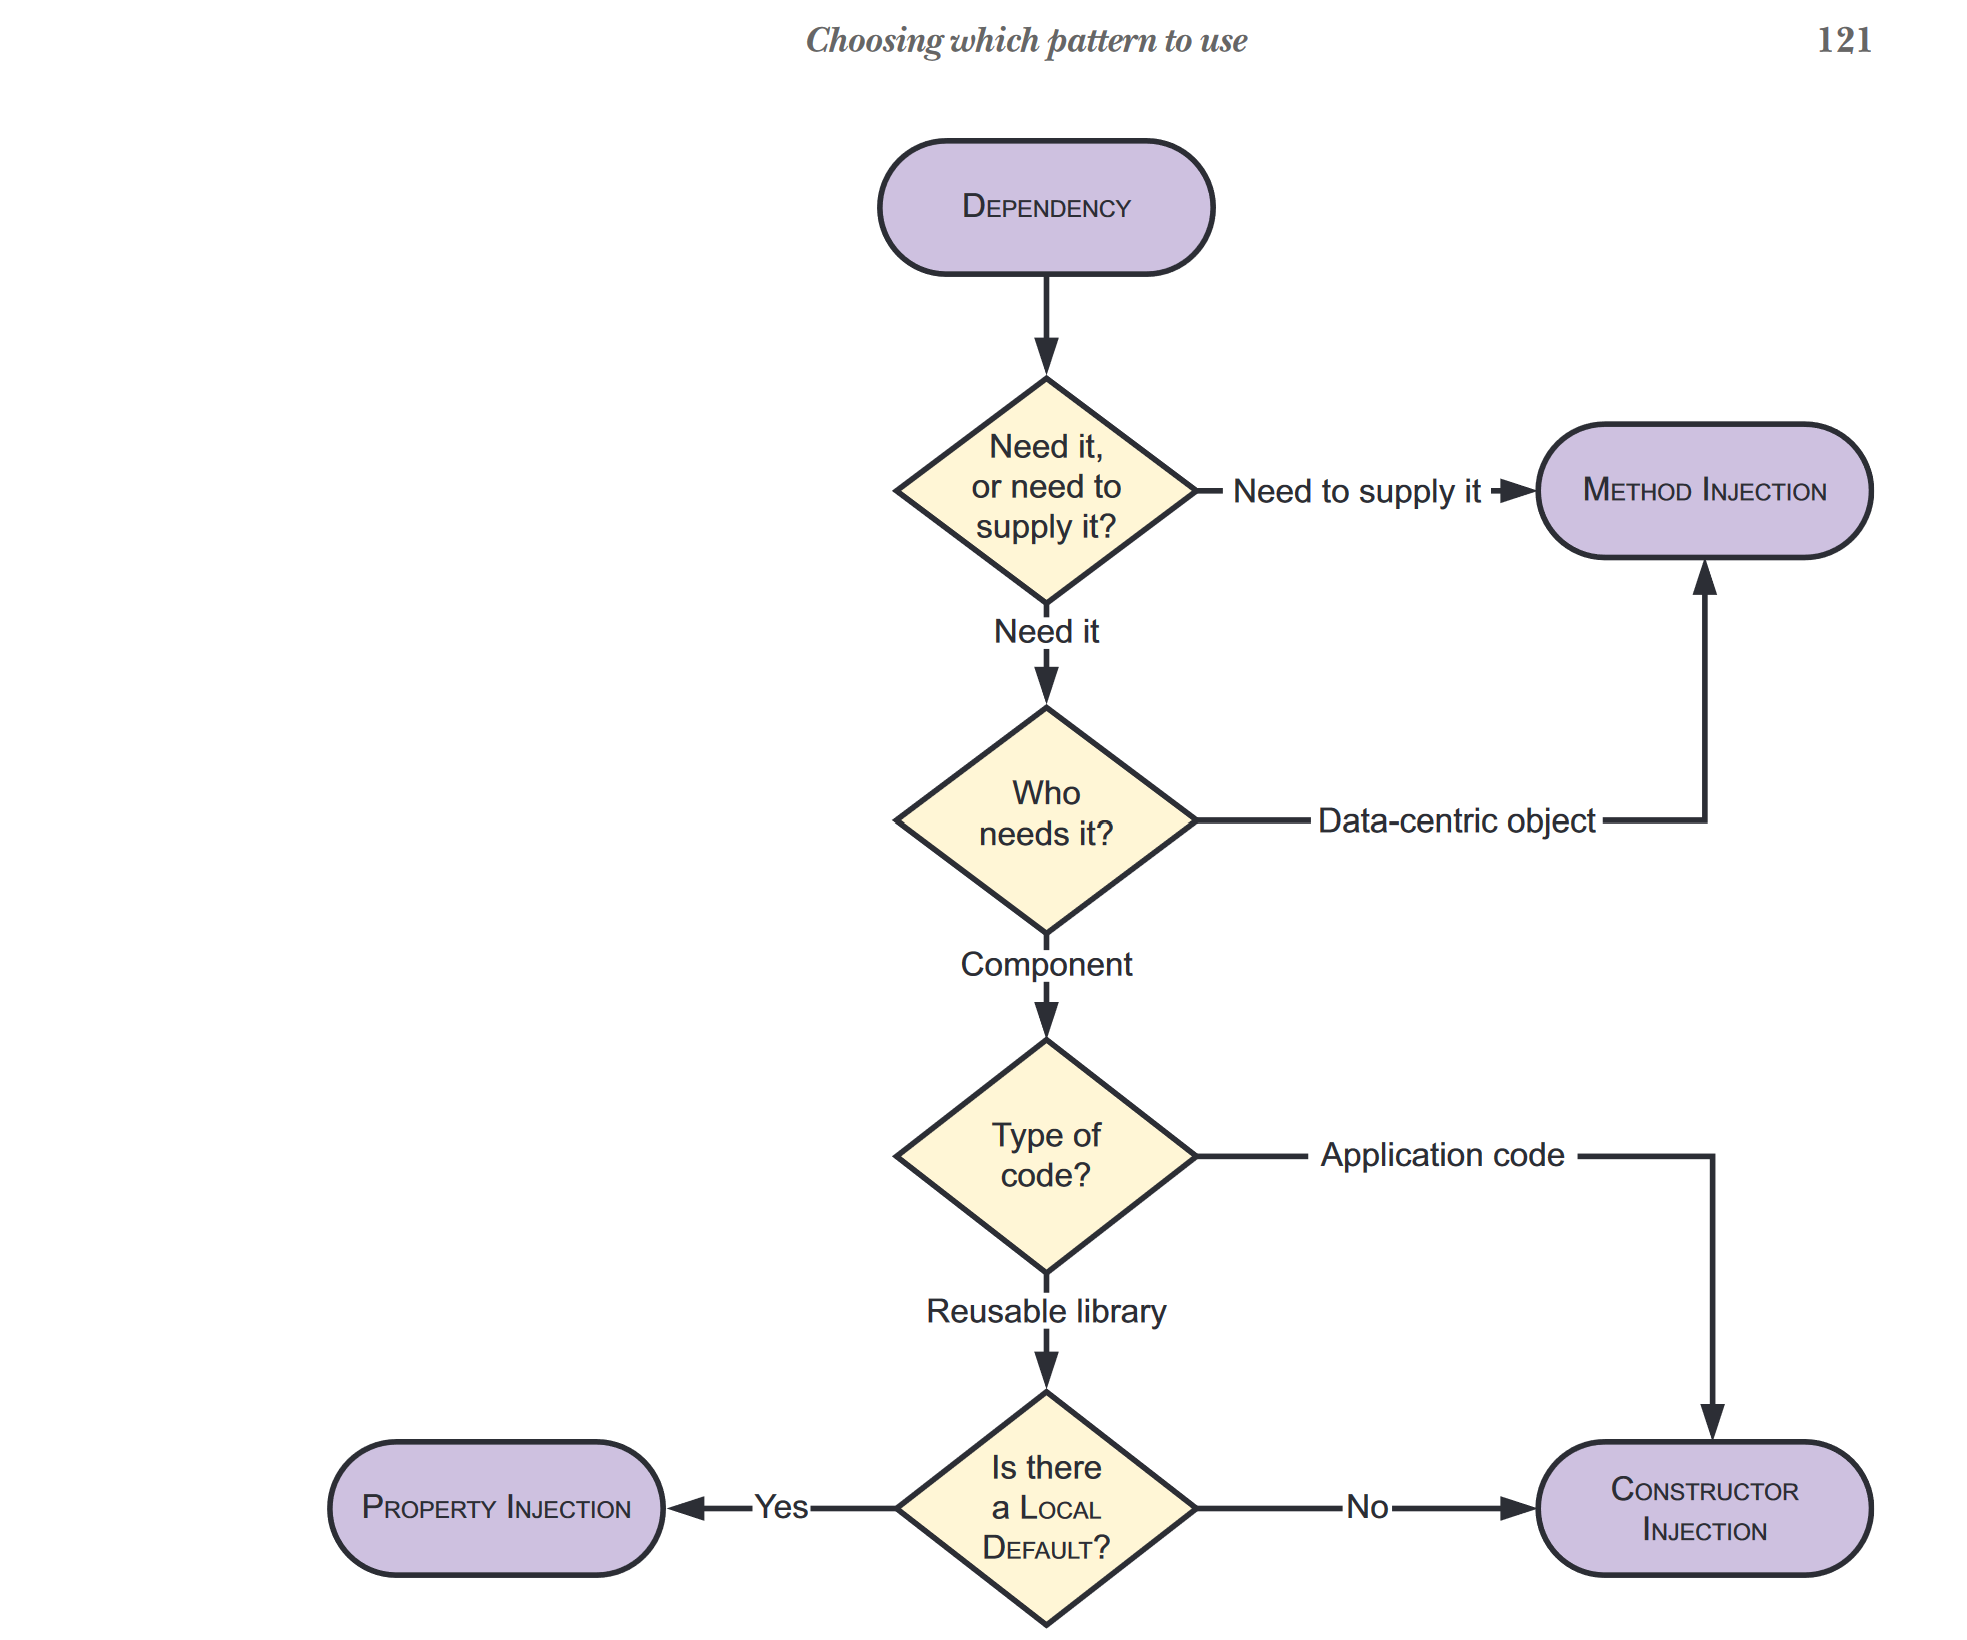 Choosing which pattern to use 121
DEPENDENCY
Need it,
or need to
supply it?
Need to supply it
METHOD INJECTION
Need it
Who
needs it?
Data-centric object
Component
Type of
code?
Application code
Reusable library
Is there
a LOCAL
DEFAULT?
Yes
PROPERTY INJECTION
No
CONSTRUCTOR
INJECTION